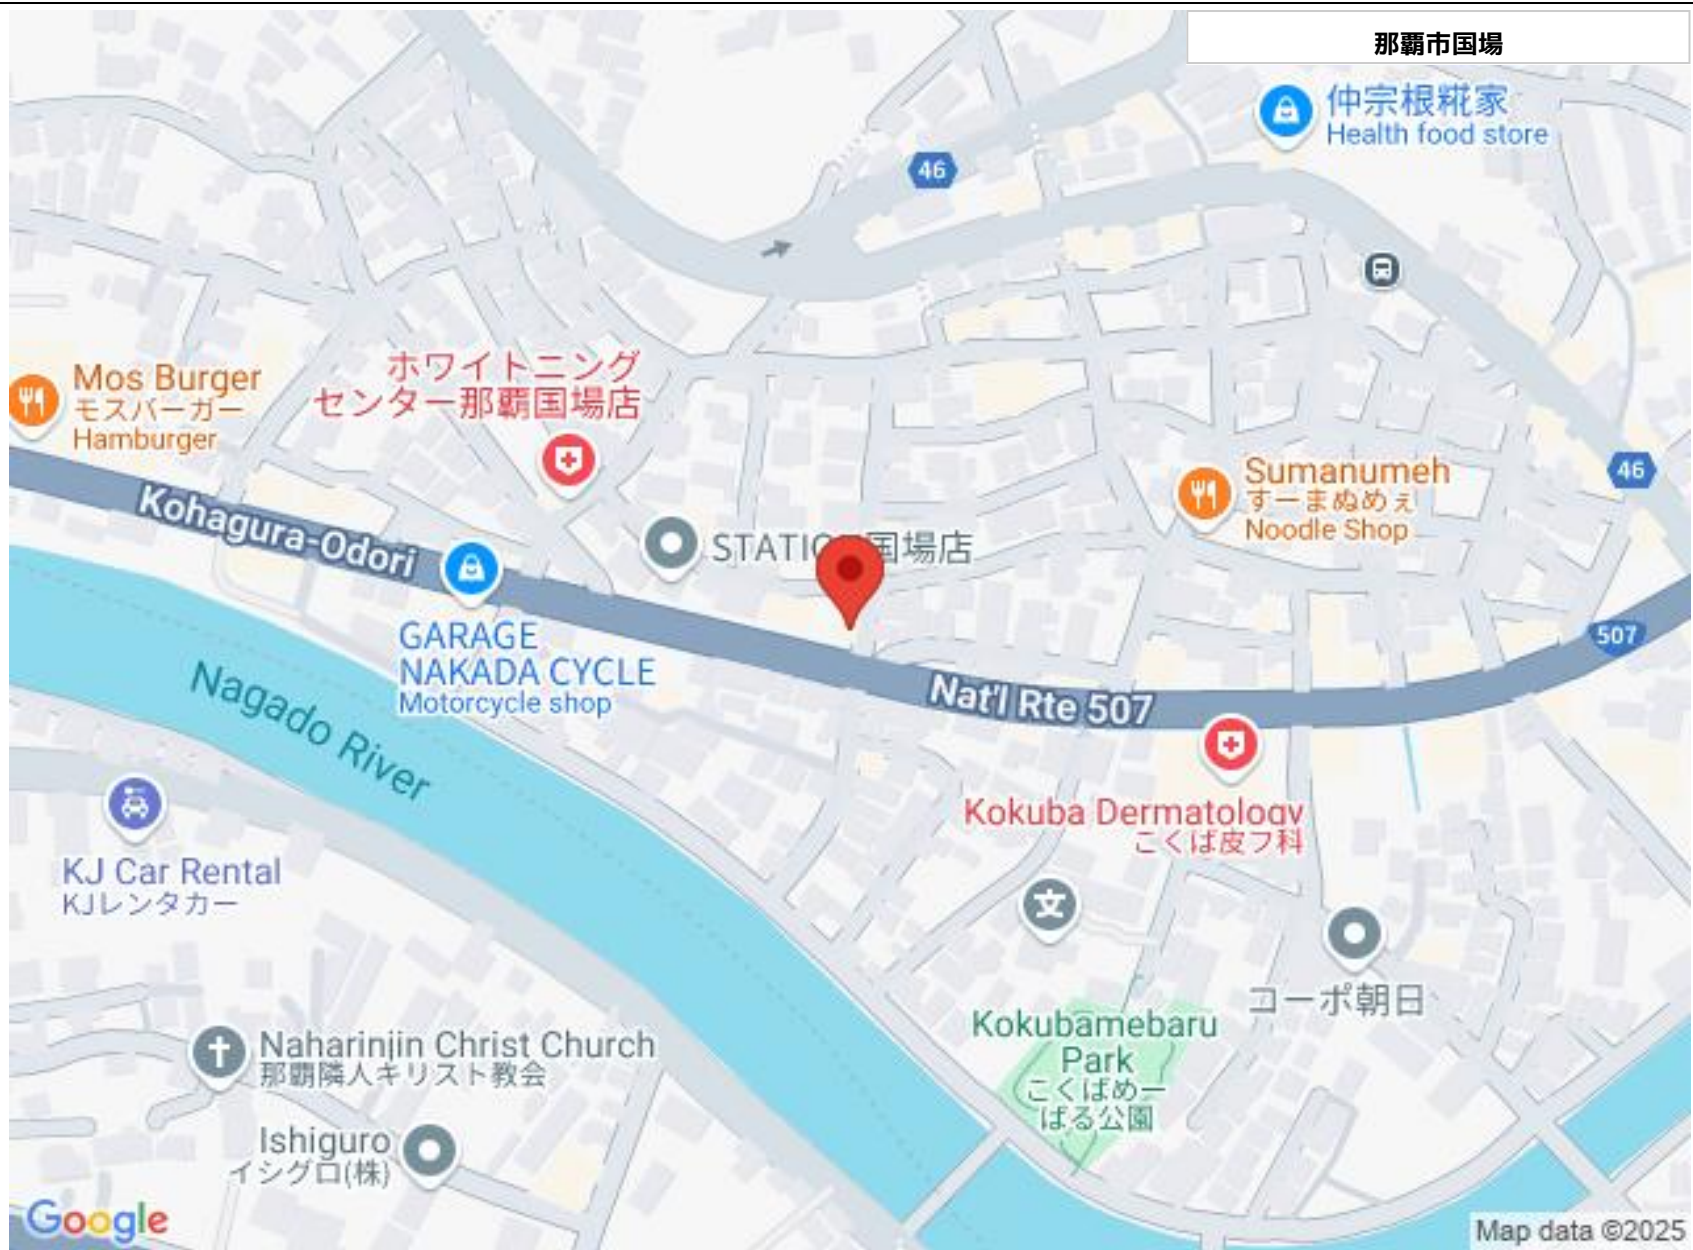 那覇市国場
仲宗根糀家
Health food store
46
Mos Burger
モスバーガー
Hamburger
ホワイトニング
センター那覇国場店
Kohagura-Odori
STATIO
国場店
Sumanumeh
すーまぬめぇ
Noodle Shop
46
507
GARAGE
NAKADA CYCLE
Motorcycle shop
Nat'l Rte 507
Nagado River
Kokuba Dermatology
こくば皮フ科
KJ Car Rental
KJレンタカー
文
コーポ朝日
Kokubamebaru
Park
こくばめー
ばる公園
Naharinjin Christ Church
那覇隣人キリスト教会
Ishiguro
イシグロ(株)
Google
Map data ©2025